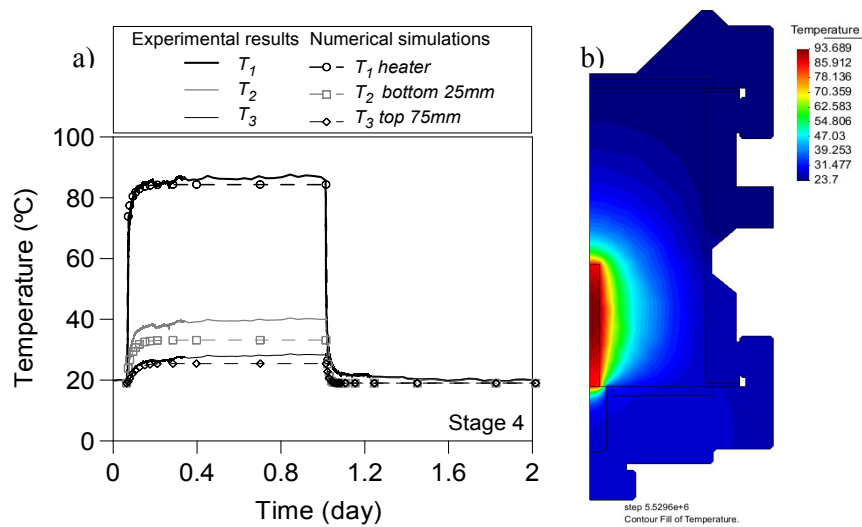 a)
Experimental results Numerical simulations
T1 T1 heater
T2 T2 bottom 25mm
T3 T3 top 75mm
100
80
60
40
20
0
Temperature (ºC)
Stage 4
0 0.4 0.8 1.2 1.6 2
Time (day)
b)
Temperature
93.689
85.912
78.136
70.359
62.583
54.806
47.03
39.253
31.477
23.7
step 5.5296e+6
Contour Fill of Temperature.